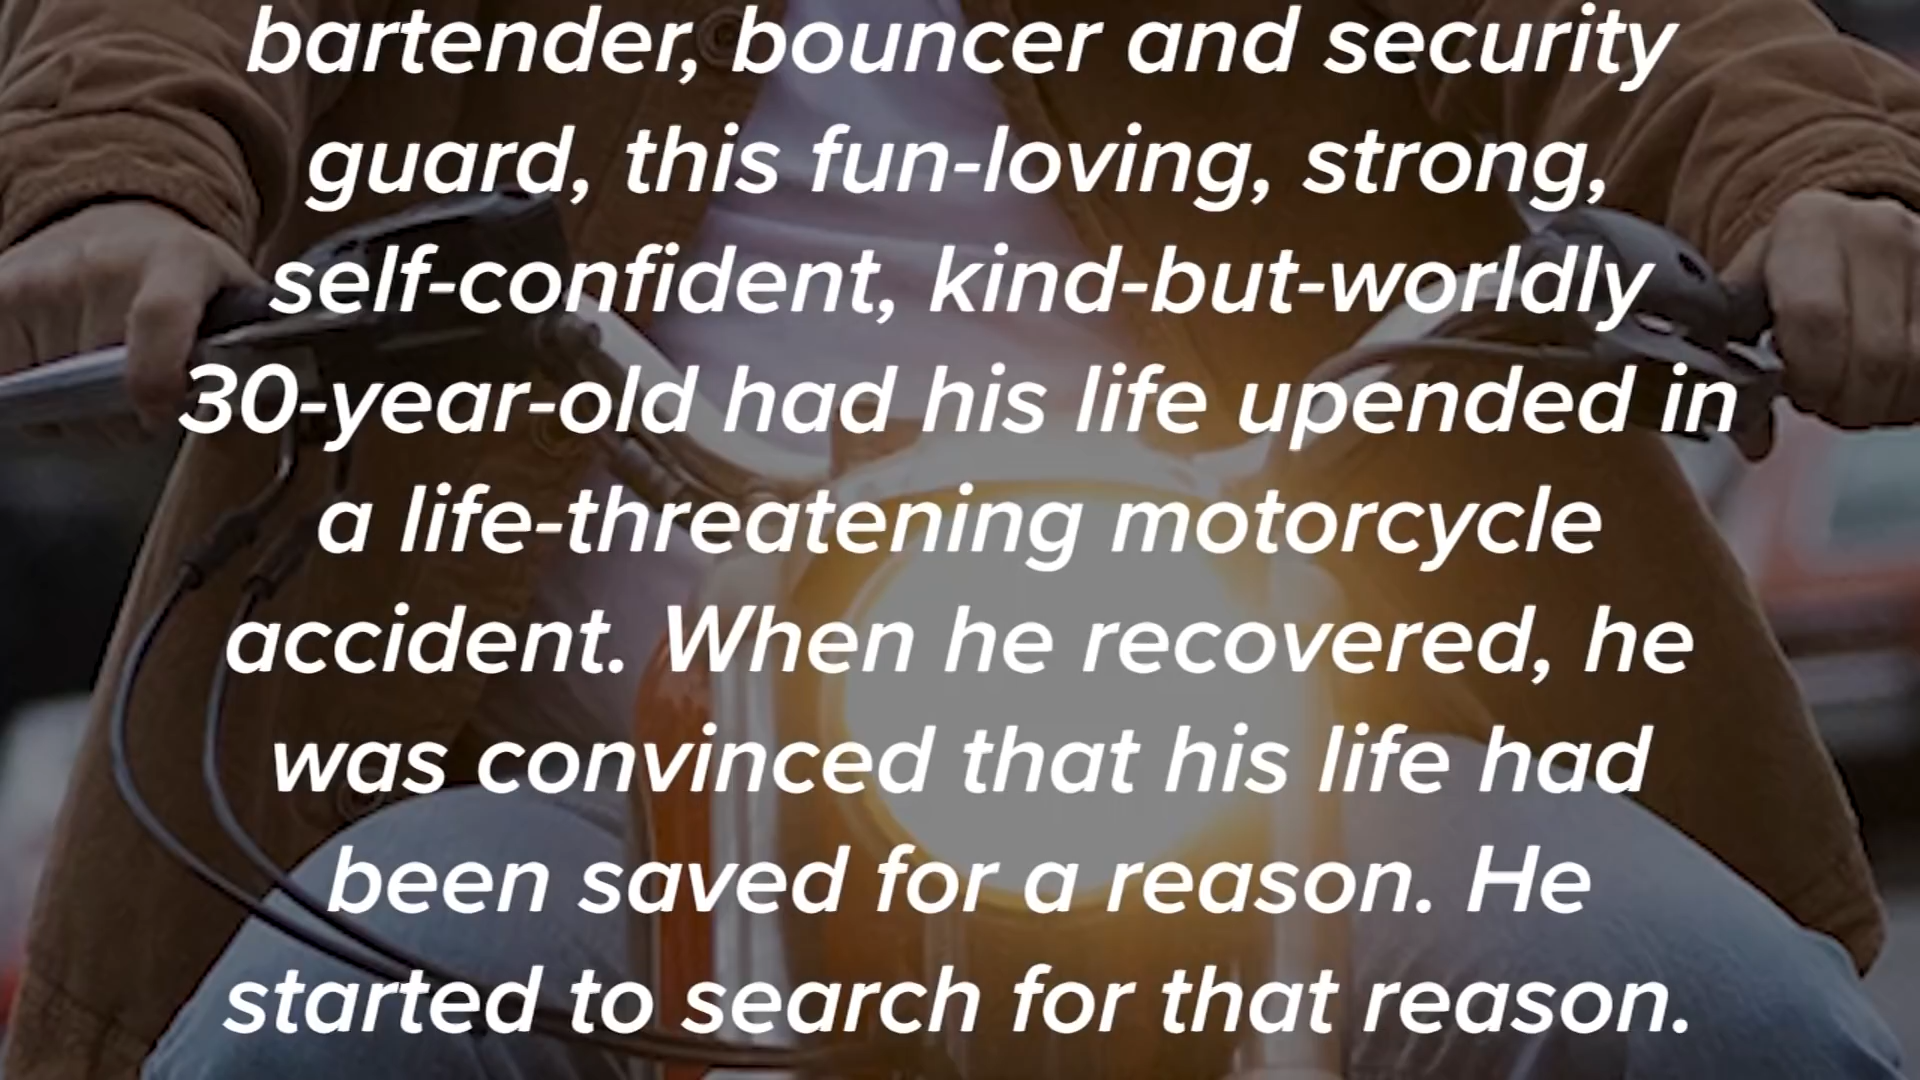 bartender, bouncer and security
guard, this fun-loving, strong,
self-confident, kind-but-worldly
30-year-old had his life upended in
a life-threatening motorcycle
accident. When he recovered, he
was convinced that his life had
been saved for a reason. He
started to search for that reason.